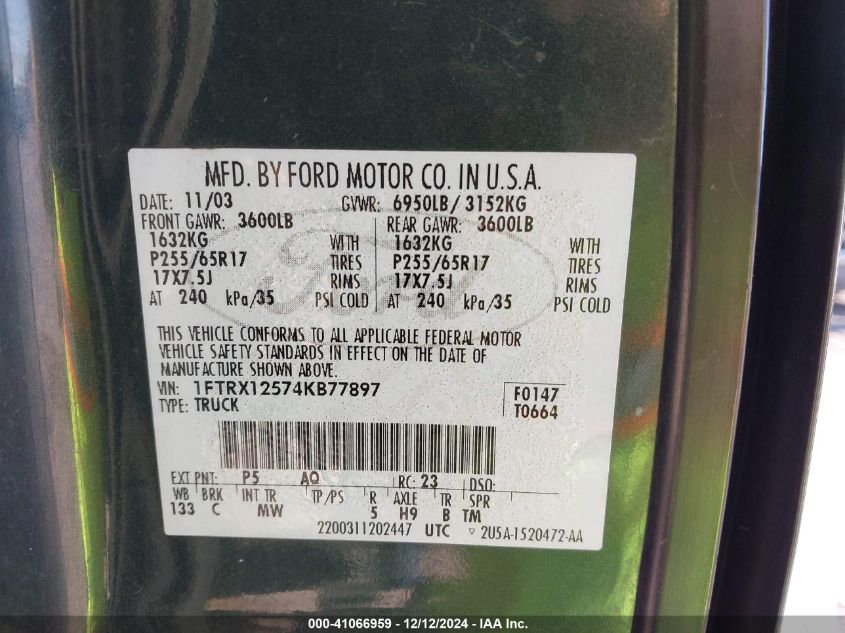 MFD. BY FORD MOTOR CO. IN U.S.A.
DATE: 11/03 GVWR: 6950LB/ 3152KG
FRONT GAWR: 3600LB REAR GAWR: 3600LB
1632KG WITH 1632KG WITH
P255/65R17 TIRES P255/65R17 TIRES
17X7.5J RIMS 17X7.5J RIMS
AT 240 kPa/35 PSI COLD AT 240 kPa/35 PSI COLD
THIS VEHICLE CONFORMS TO ALL APPLICABLE FEDERAL MOTOR
VEHICLE SAFETY STANDARDS IN EFFECT ON THE DATE OF
MANUFACTURE SHOWN ABOVE.
VIN: 1FTRX12574KB77897 F0147
TYPE: TRUCK T0664
EXT PNT: P5 AQ RC: 23 DSO:
WB BRK INT TR TP/PS R AXLE TR SPR
133 C MW 5 H9 B TM
2200311202447 UTC ▽ 2U5A-1520472-AA
Ford
000-41066959 - 12/12/2024 - IAA Inc.